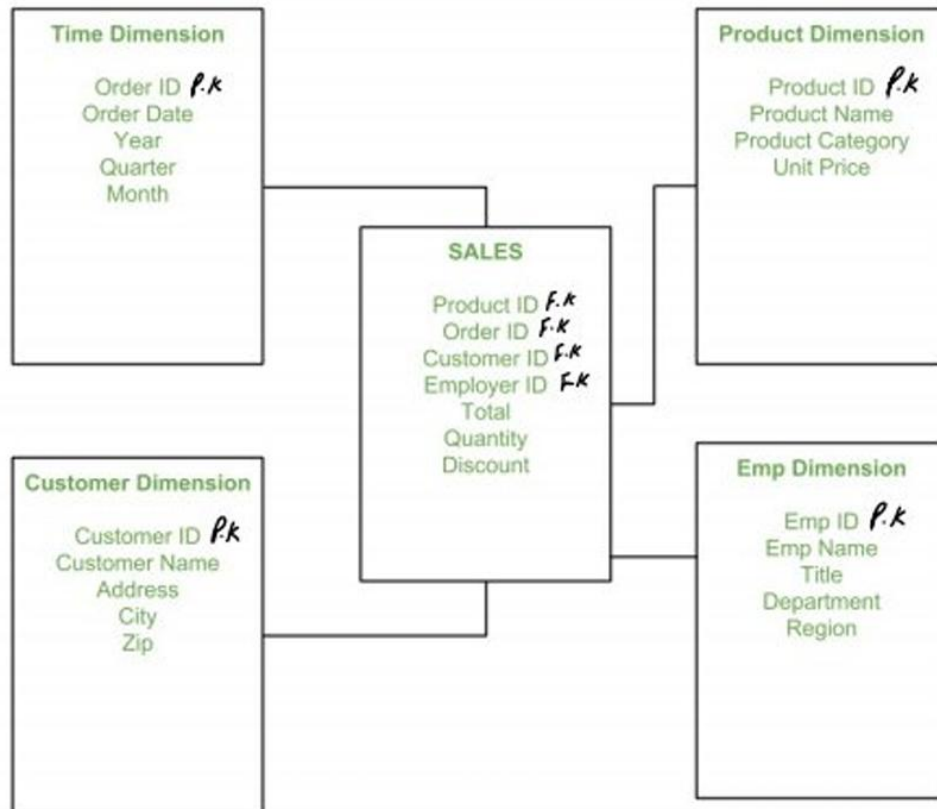 Time Dimension
Order ID P.K
Order Date
Year
Quarter
Month
Product Dimension
Product ID P.K
Product Name
Product Category
Unit Price
SALES
Product ID F.K
Order ID F.K
Customer ID F.K
Employer ID F.K
Total
Quantity
Discount
Customer Dimension
Customer ID P.K
Customer Name
Address
City
Zip
Emp Dimension
Emp ID P.K
Emp Name
Title
Department
Region